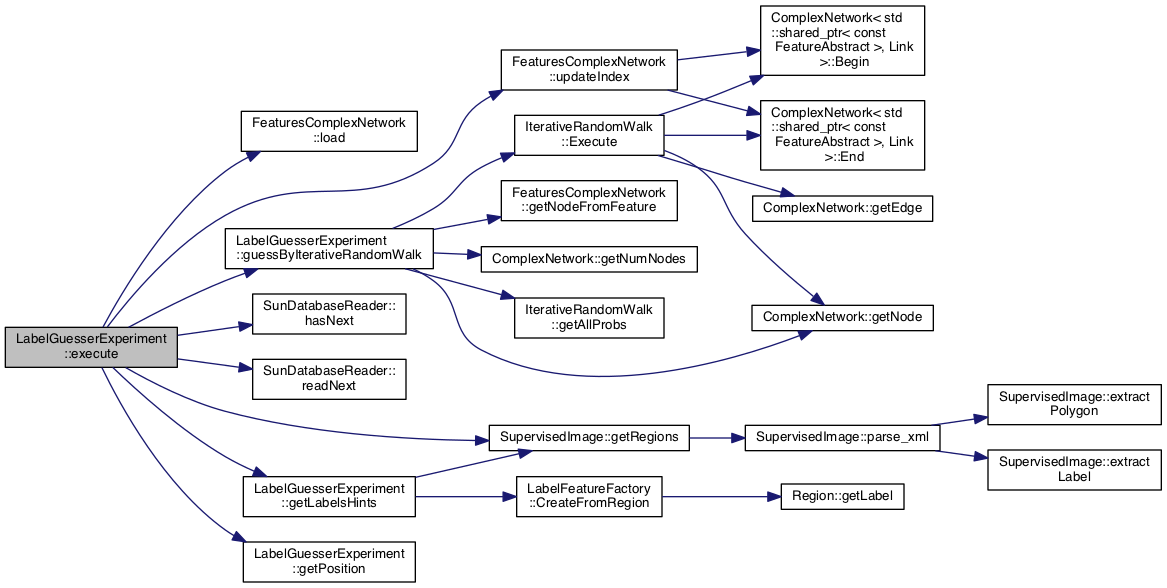 LabelGuesserExperiment
::execute
FeaturesComplexNetwork
::load
LabelGuesserExperiment
::guessByIterativeRandomWalk
SunDatabaseReader::
hasNext
SunDatabaseReader::
readNext
LabelGuesserExperiment
::getLabelsHints
LabelGuesserExperiment
::getPosition
FeaturesComplexNetwork
::updateIndex
IterativeRandomWalk
::Execute
FeaturesComplexNetwork
::getNodeFromFeature
ComplexNetwork::getNumNodes
IterativeRandomWalk
::getAllProbs
SupervisedImage::getRegions
LabelFeatureFactory
::CreateFromRegion
ComplexNetwork< std
::shared_ptr< const
FeatureAbstract >, Link
>::Begin
ComplexNetwork< std
::shared_ptr< const
FeatureAbstract >, Link
>::End
ComplexNetwork::getEdge
ComplexNetwork::getNode
SupervisedImage::parse_xml
Region::getLabel
SupervisedImage::extract
Polygon
SupervisedImage::extract
Label